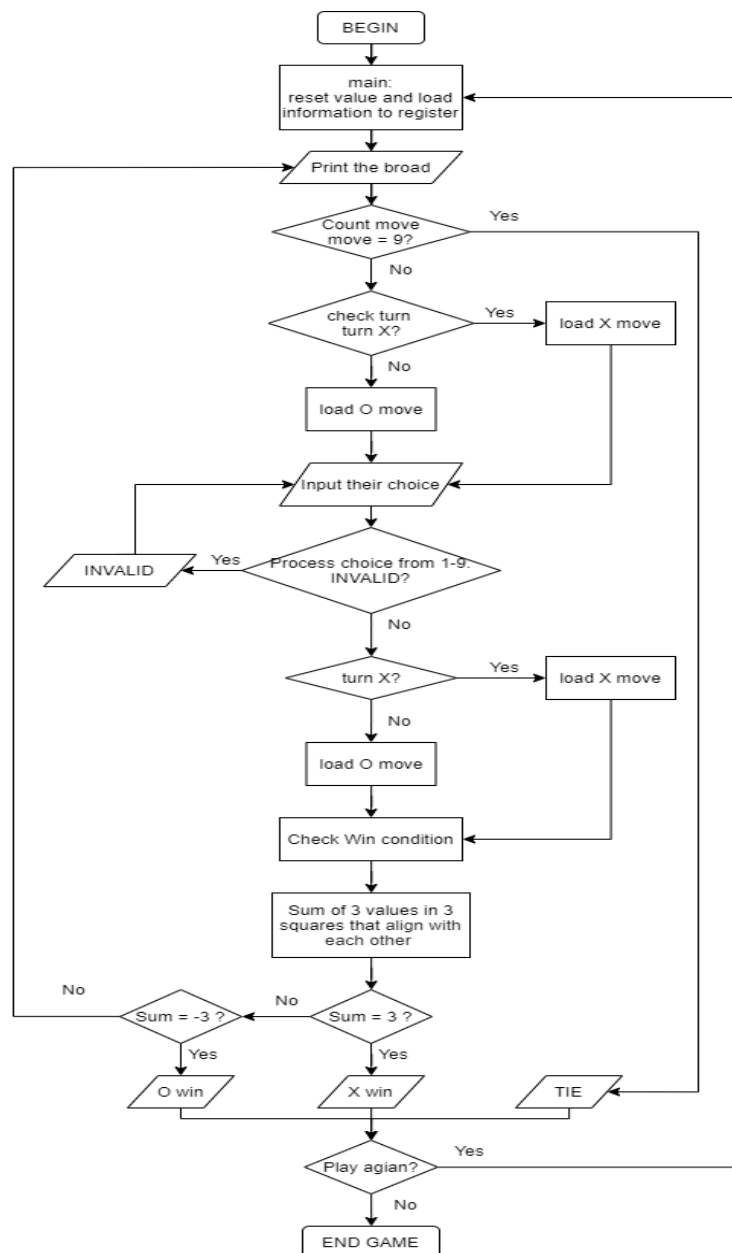 BEGIN
main:
reset value and load
information to register
Print the broad
Count move
move = 9?
Yes
No
check turn
turn X?
Yes
load X move
No
load O move
Input their choice
INVALID
Yes
Process choice from 1-9.
INVALID?
No
turn X?
Yes
load X move
No
load O move
Check Win condition
Sum of 3 values in 3
squares that align with
each other
No
Sum = -3 ?
No
Sum = 3 ?
Yes
Yes
O win
X win
TIE
Play agian?
Yes
No
END GAME